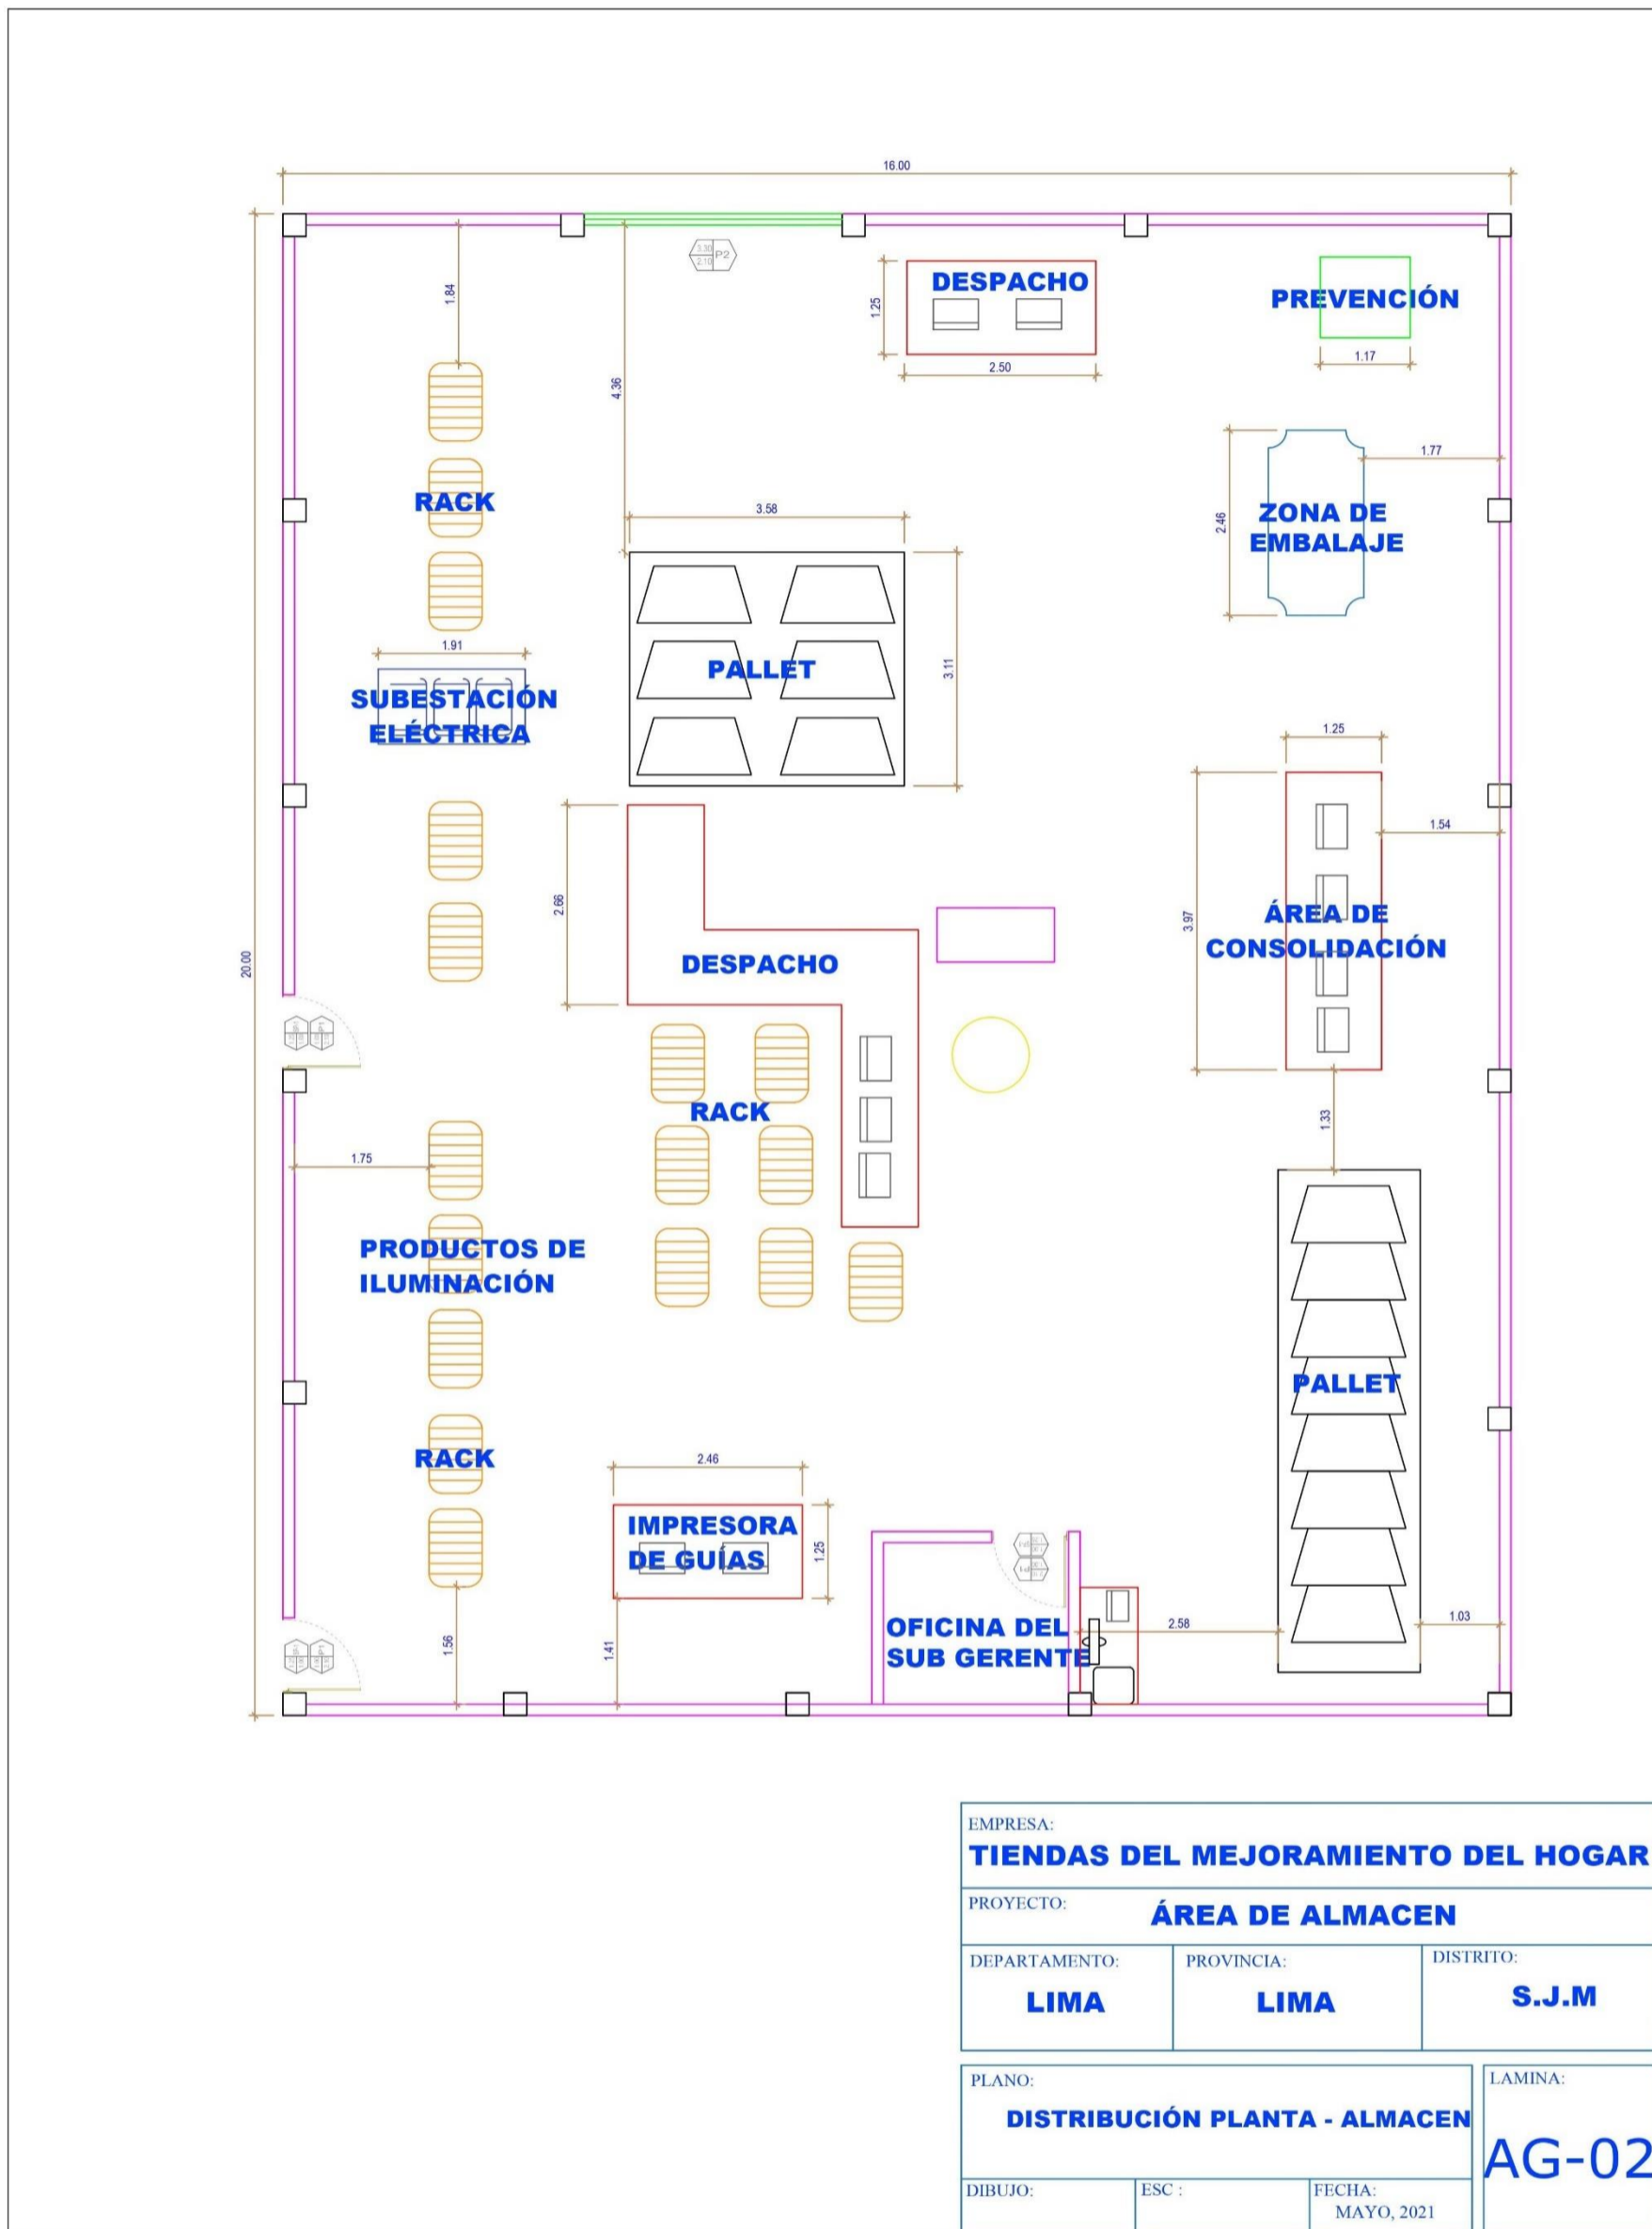 16.00
3.30
2.10
P2
DESPACHO
PREVENCIÓN
1.84
1.25
4.36
2.50
1.17
1.77
RACK
3.58
2.46
ZONA DE
EMBALAJE
1.91
PALLET
3.11
SUBESTACIÓN
ELÉCTRICA
1.25
2.66
1.54
20.00
3.97
ÁREA DE
CONSOLIDACIÓN
DESPACHO
RACK
1.33
1.75
PRODUCTOS DE
ILUMINACIÓN
PALLET
RACK
2.46
IMPRESORA
DE GUÍAS
1.25
OFICINA DEL
SUB GERENTE
2.58
1.03
1.56
1.41
EMPRESA:
TIENDAS DEL MEJORAMIENTO DEL HOGAR
PROYECTO:
ÁREA DE ALMACEN
DEPARTAMENTO:
LIMA
PROVINCIA:
LIMA
DISTRITO:
S.J.M
PLANO:
DISTRIBUCIÓN PLANTA - ALMACEN
LAMINA:
AG-02
DIBUJO:
ESC :
FECHA:
MAYO, 2021